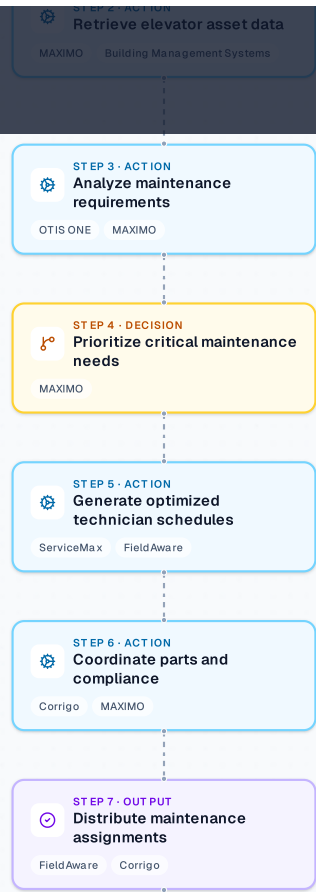 STEP 2 · ACTION
Retrieve elevator asset data
MAXIMO Building Management Systems
STEP 3 · ACTION
Analyze maintenance
requirements
OTIS ONE MAXIMO
STEP 4 · DECISION
Prioritize critical maintenance
needs
MAXIMO
STEP 5 · ACTION
Generate optimized
technician schedules
ServiceMax FieldAware
STEP 6 · ACTION
Coordinate parts and
compliance
Corrigo MAXIMO
STEP 7 · OUTPUT
Distribute maintenance
assignments
FieldAware Corrigo